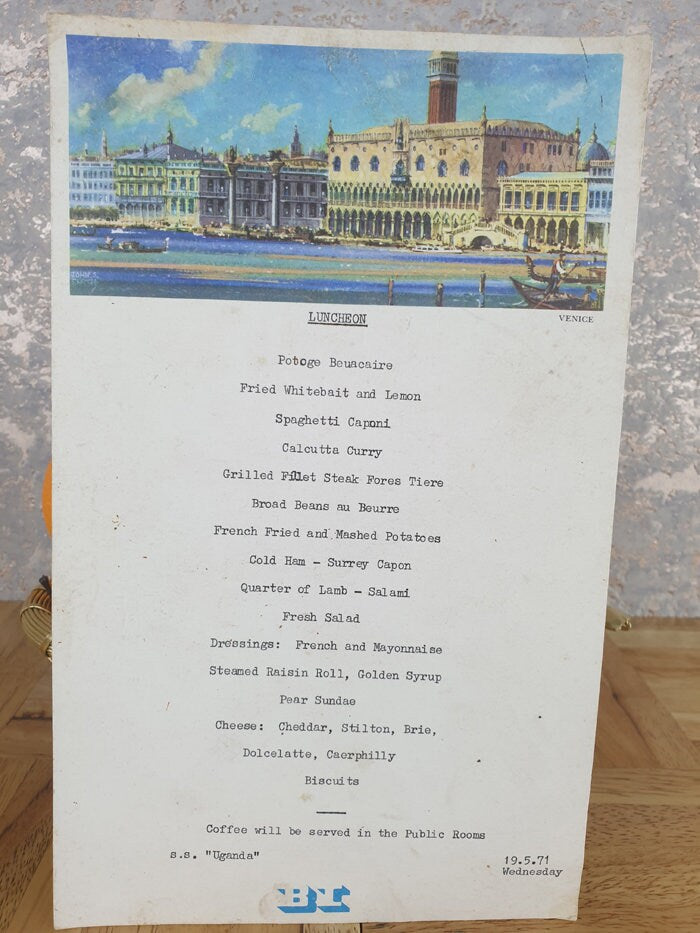 LUNCHEON
VENICE
Potoge Beuacaire
Fried Whitebait and Lemon
Spaghetti Caponi
Calcutta Curry
Grilled Fillet Steak Fores Tiere
Broad Beans au Beurre
French Fried and Mashed Potatoes
Cold Ham - Surrey Capon
Quarter of Lamb - Salami
Fresh Salad
Dressings: French and Mayonnaise
Steamed Raisin Roll, Golden Syrup
Pear Sundae
Cheese: Cheddar, Stilton, Brie,
Dolcelatte, Caerphilly
Biscuits
Coffee will be served in the Public Rooms
s.s. "Uganda"
19.5.71
Wednesday
BI